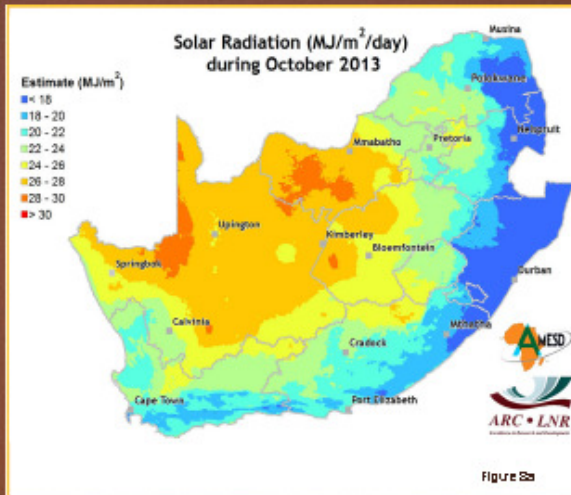 Solar Radiation (MJ/m²/day)
during October 2013
Estimate (MJ/m²)
< 18
18 - 20
20 - 22
22 - 24
24 - 26
26 - 28
28 - 30
> 30
Musina
Polokwane
Nelspruit
Pretoria
Mmabatho
Upington
Kimberley
Bloemfontein
Springbok
Durban
Calvinia
Mthatha
Cradock
Cape Town
Port Elizabeth
AMESD
ARC • LNR
Figure 8a